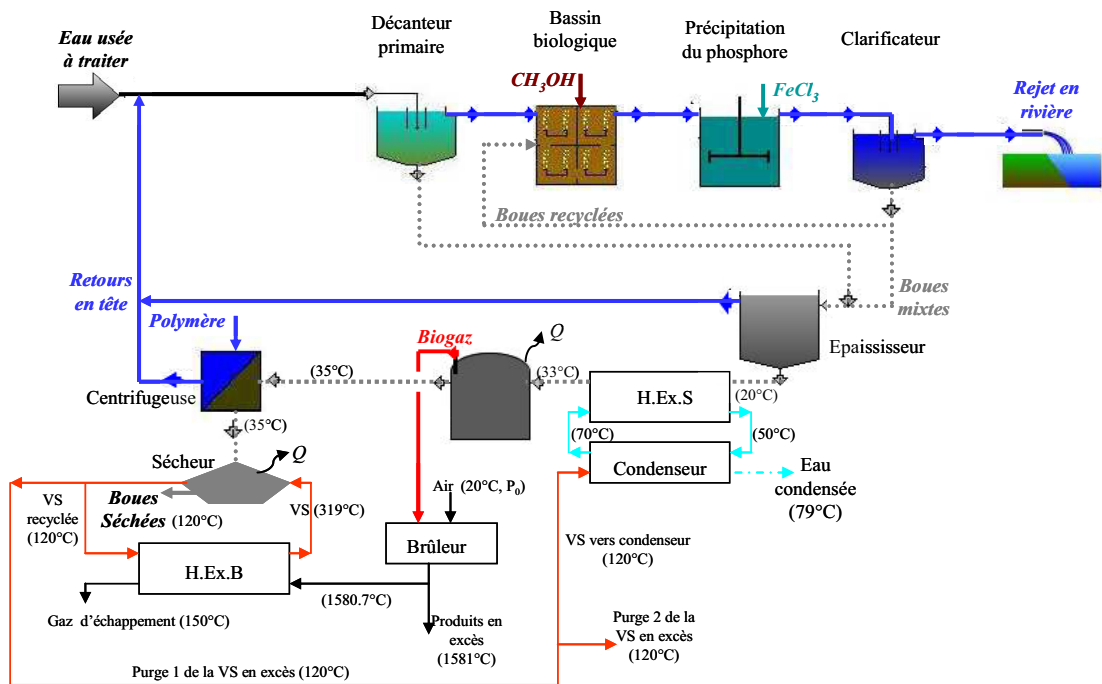 Eau usée
à traiter
Décanteur
primaire
Bassin
biologique
Précipitation
du phosphore
Clarificateur
CH3OH
FeCl3
Rejet en
rivière
Boues recyclées
Boues
mixtes
Retours
en tête
Polymère
Biogaz
Q
Epaississeur
(35°C)
(33°C)
(20°C)
H.Ex.S
Centrifugeuse
(35°C)
(70°C)
(50°C)
Condenseur
Sécheur
Q
Eau
condensée
(79°C)
VS
recyclée
(120°C)
Boues
Séchées
(120°C)
VS
(319°C)
Air (20°C, P0)
Brûleur
VS vers condenseur
(120°C)
H.Ex.B
(1580.7°C)
Gaz d’échappement (150°C)
Produits en
excès
(1581°C)
Purge 2 de la
VS en excès
(120°C)
Purge 1 de la VS en excès (120°C)